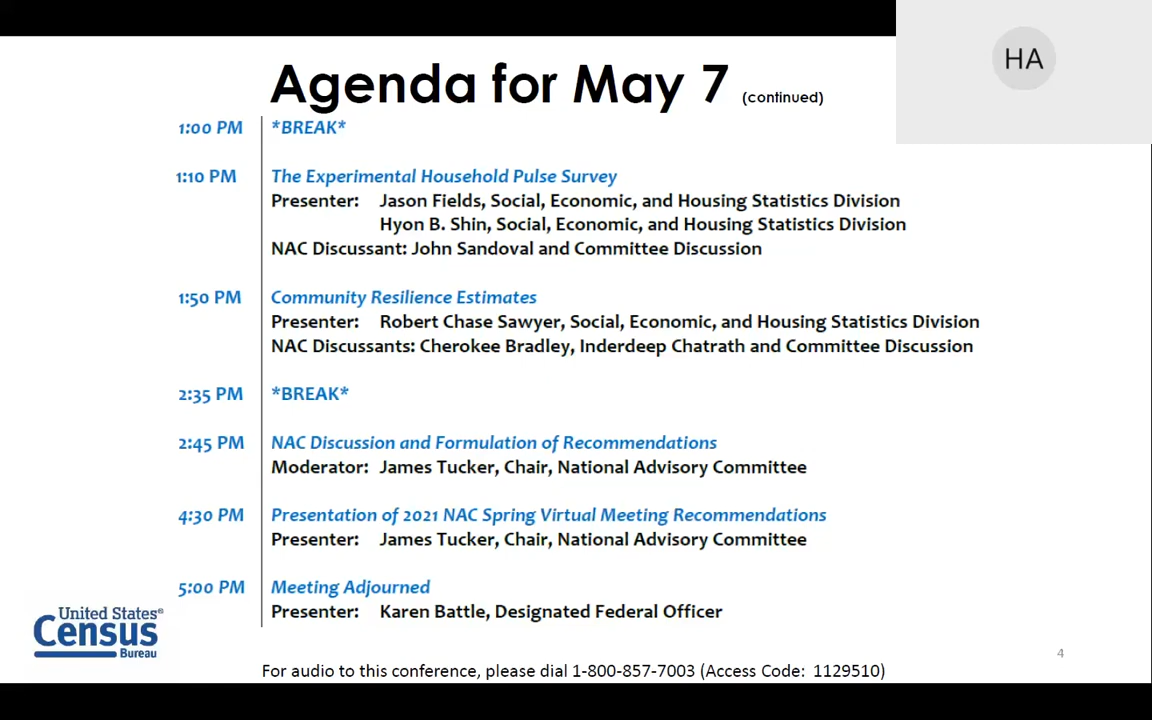 HA
Agenda for May 7 (continued)
1:00 PM *BREAK*
1:10 PM The Experimental Household Pulse Survey
Presenter: Jason Fields, Social, Economic, and Housing Statistics Division
Hyon B. Shin, Social, Economic, and Housing Statistics Division
NAC Discussant: John Sandoval and Committee Discussion
1:50 PM Community Resilience Estimates
Presenter: Robert Chase Sawyer, Social, Economic, and Housing Statistics Division
NAC Discussants: Cherokee Bradley, Inderdeep Chatrath and Committee Discussion
2:35 PM *BREAK*
2:45 PM NAC Discussion and Formulation of Recommendations
Moderator: James Tucker, Chair, National Advisory Committee
4:30 PM Presentation of 2021 NAC Spring Virtual Meeting Recommendations
Presenter: James Tucker, Chair, National Advisory Committee
5:00 PM Meeting Adjourned
Presenter: Karen Battle, Designated Federal Officer
United States®
Census
Bureau
4
For audio to this conference, please dial 1-800-857-7003 (Access Code: 1129510)